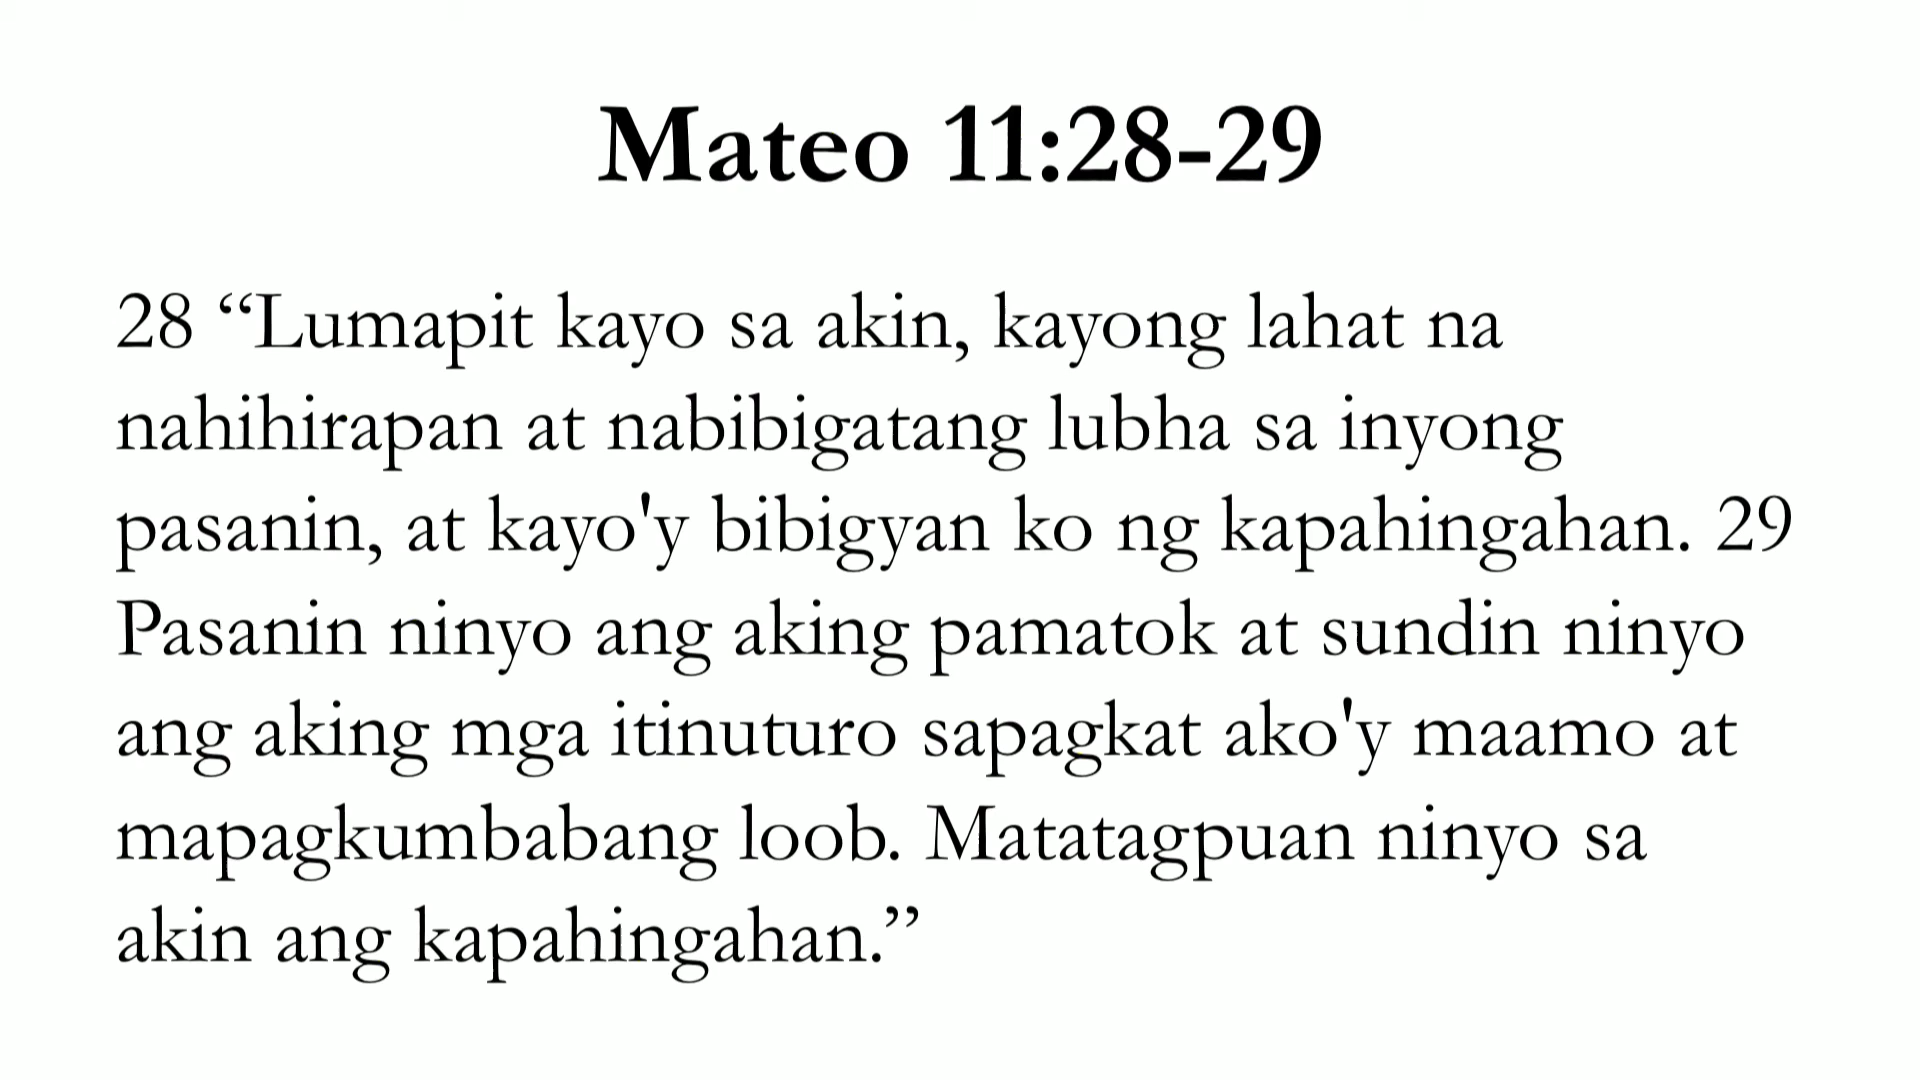 Mateo 11:28-29
28 “Lumapit kayo sa akin, kayong lahat na
nahihirapan at nabibigatang lubha sa inyong
pasanin, at kayo'y bibigyan ko ng kapahingahan. 29
Pasanin ninyo ang aking pamatok at sundin ninyo
ang aking mga itinuturo sapagkat ako'y maamo at
mapagkumbabang loob. Matatagpuan ninyo sa
akin ang kapahingahan.”